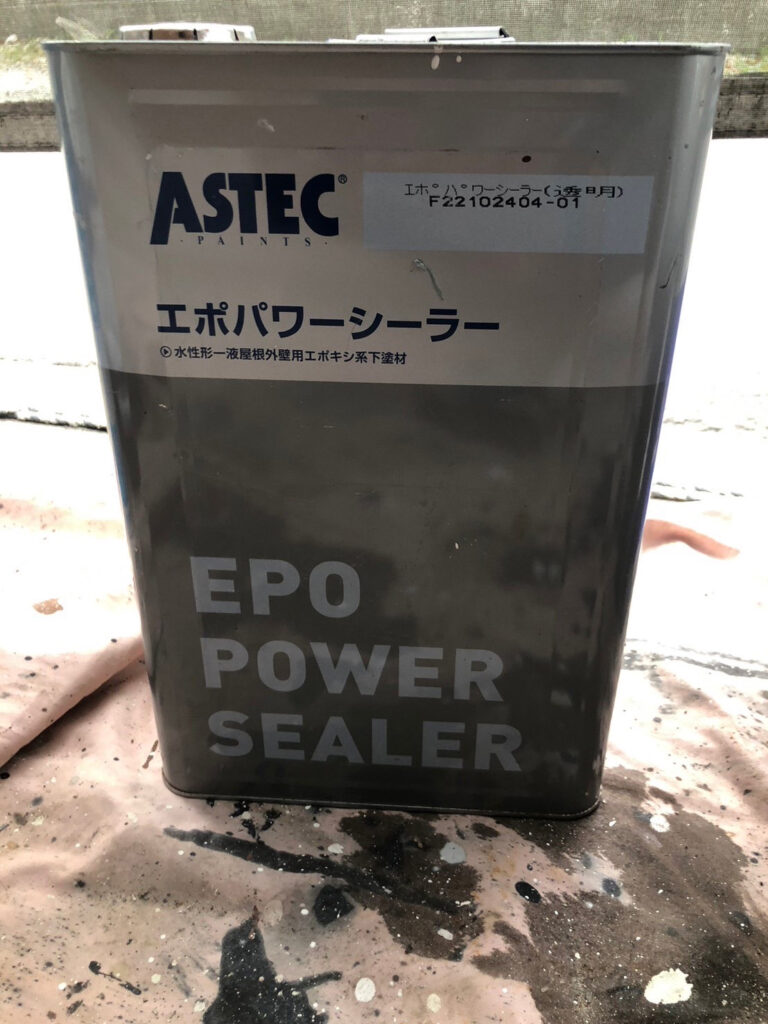 ASTEC®
・PAINTS・
エポパワーシーラー(透明)
F22102404-01
エポパワーシーラー
水性形一液屋根外壁用エポキシ系下塗材
EPO
POWER
SEALER